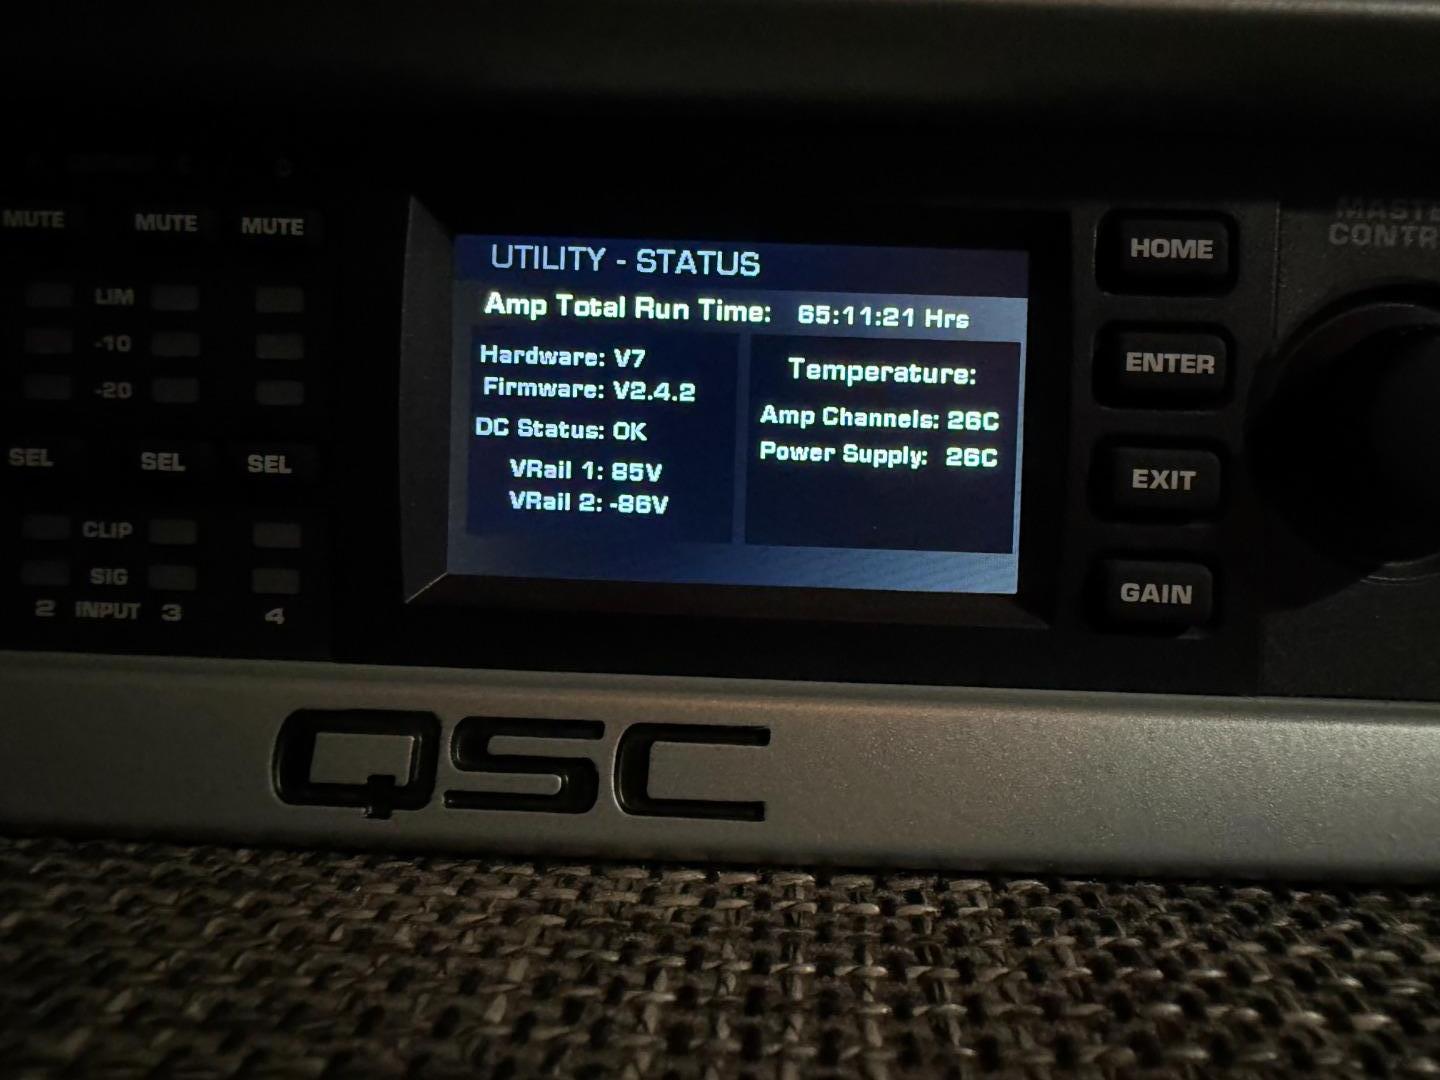 MUTE MUTE MUTE
LIM
-10
-20
SEL SEL SEL
CLIP
SIG
2 INPUT 3 4
UTILITY - STATUS
Amp Total Run Time: 65:11:21 Hrs
Hardware: V7
Firmware: V2.4.2
DC Status: OK
VRail 1: 85V
VRail 2: -86V
Temperature:
Amp Channels: 26C
Power Supply: 26C
HOME
ENTER
EXIT
GAIN
QSC